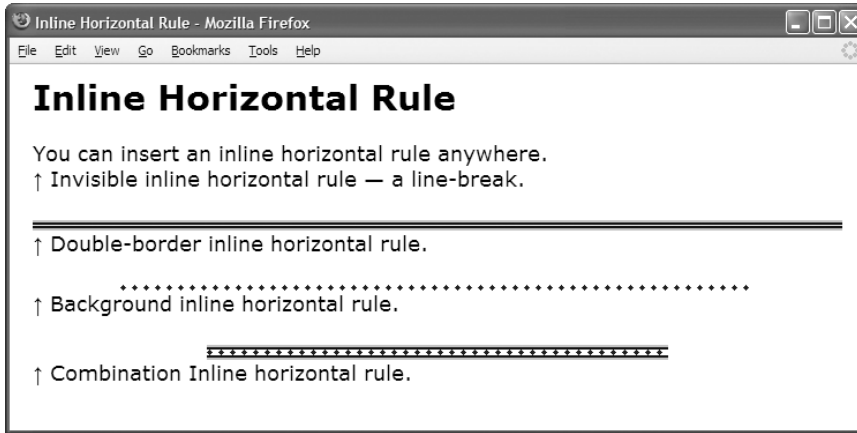 Inline Horizontal Rule - Mozilla Firefox
File Edit View Go Bookmarks Tools Help
Inline Horizontal Rule
You can insert an inline horizontal rule anywhere.
↑ Invisible inline horizontal rule — a line-break.
↑ Double-border inline horizontal rule.
↑ Background inline horizontal rule.
↑ Combination Inline horizontal rule.